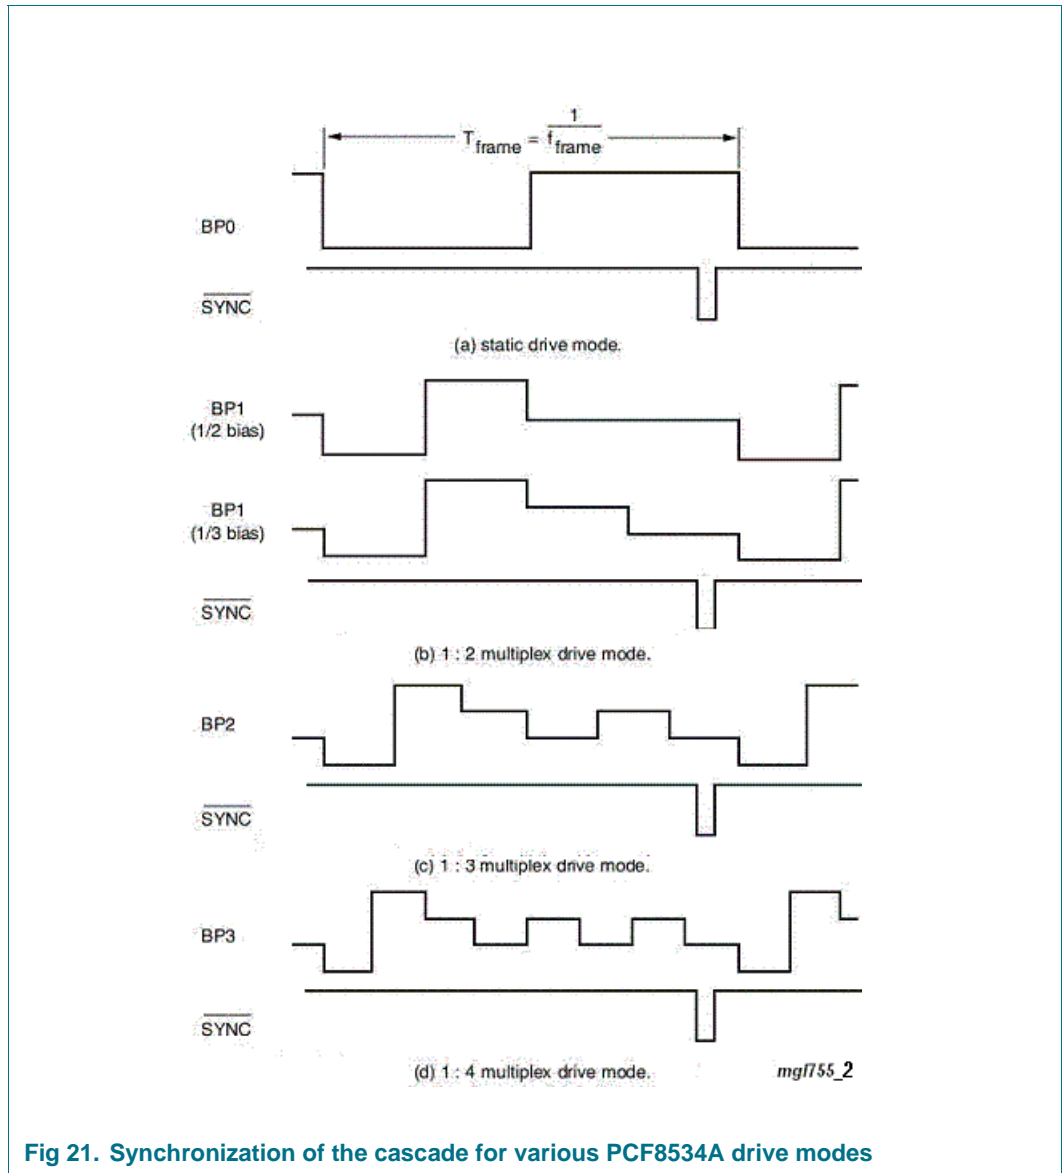 T frame = 1 / f frame
BP0
SYNC
(a) static drive mode.
BP1
(1/2 bias)
BP1
(1/3 bias)
SYNC
(b) 1 : 2 multiplex drive mode.
BP2
SYNC
(c) 1 : 3 multiplex drive mode.
BP3
SYNC
(d) 1 : 4 multiplex drive mode.
mgl755_2
Fig 21. Synchronization of the cascade for various PCF8534A drive modes